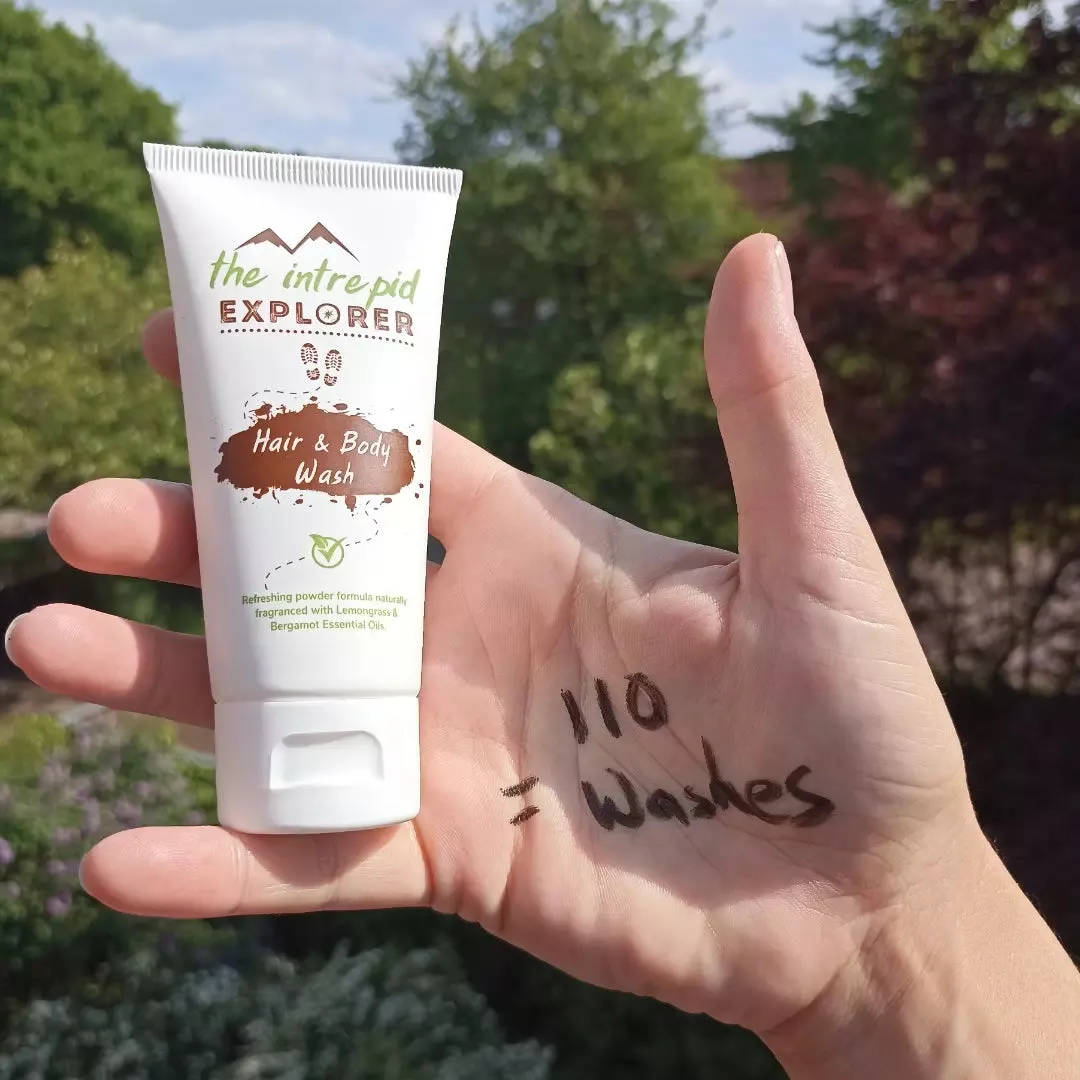 the intrepid
EXPLORER
Hair & Body
Wash
Refreshing powder formula naturally
fragranced with Lemongrass &
Bergamot Essential Oils.
110
= Washes